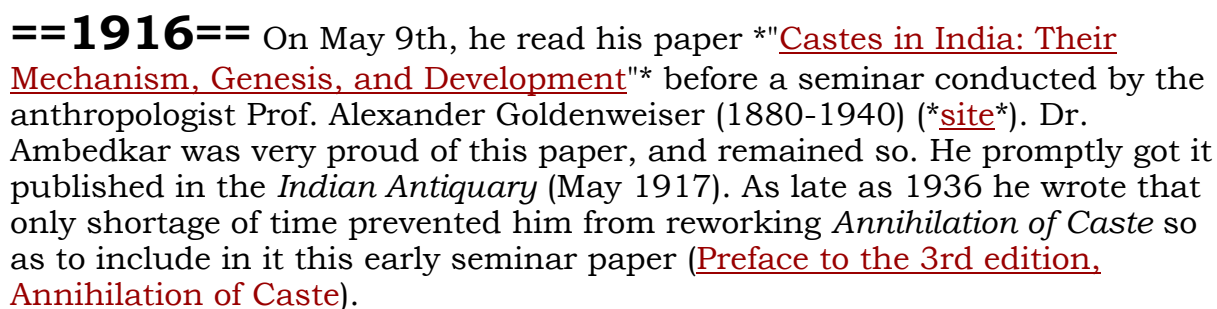 ==1916== On May 9th, he read his paper *"Castes in India: Their
Mechanism, Genesis, and Development"* before a seminar conducted by the
anthropologist Prof. Alexander Goldenweiser (1880-1940) (*site*). Dr.
Ambedkar was very proud of this paper, and remained so. He promptly got it
published in the Indian Antiquary (May 1917). As late as 1936 he wrote that
only shortage of time prevented him from reworking Annihilation of Caste so
as to include in it this early seminar paper (Preface to the 3rd edition,
Annihilation of Caste).